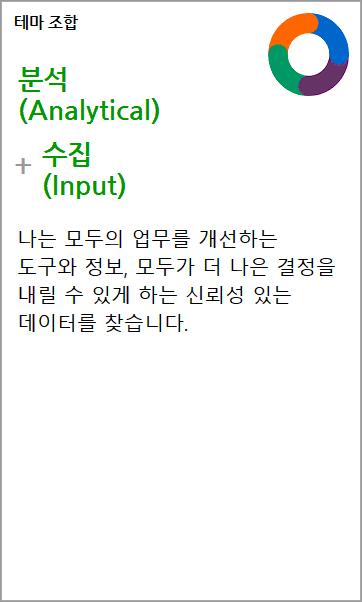 테마 조합
분석
(Analytical)
+ 수집
(Input)
나는 모두의 업무를 개선하는
도구와 정보, 모두가 더 나은 결정을
내릴 수 있게 하는 신뢰성 있는
데이터를 찾습니다.